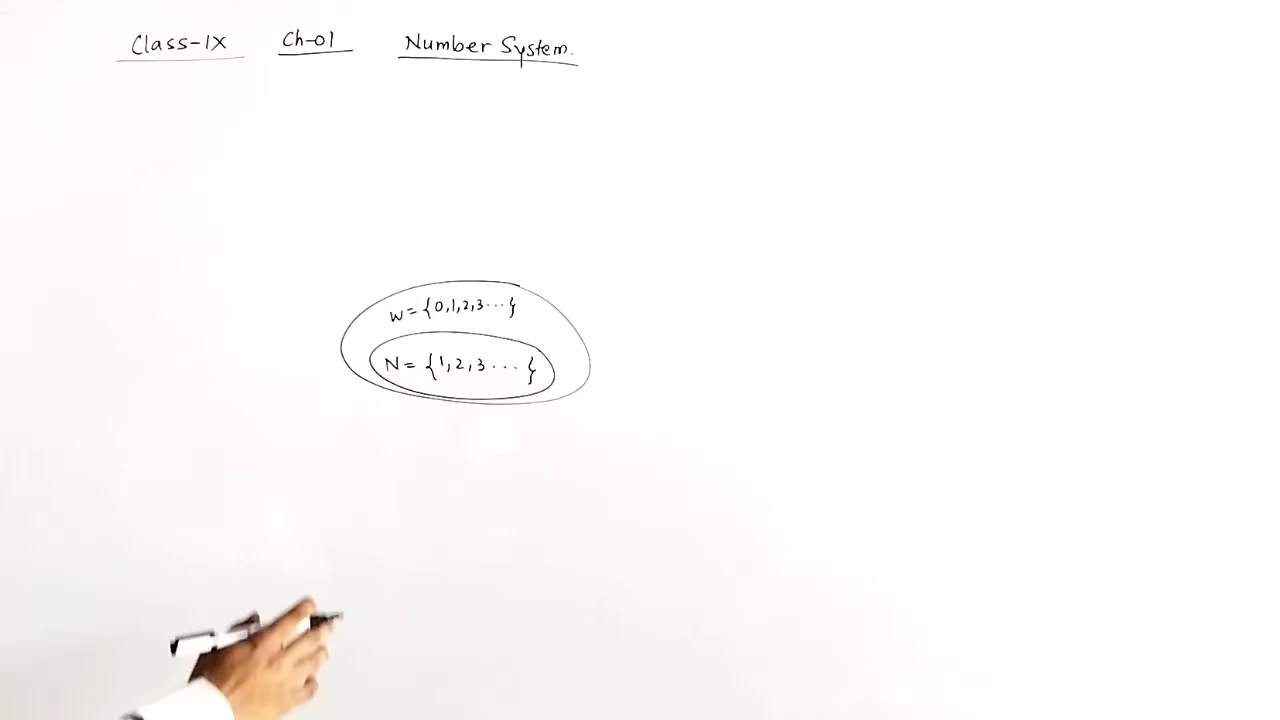 Class-IX Ch-01 Number System.
W = {0,1,2,3...}
N = {1,2,3....}